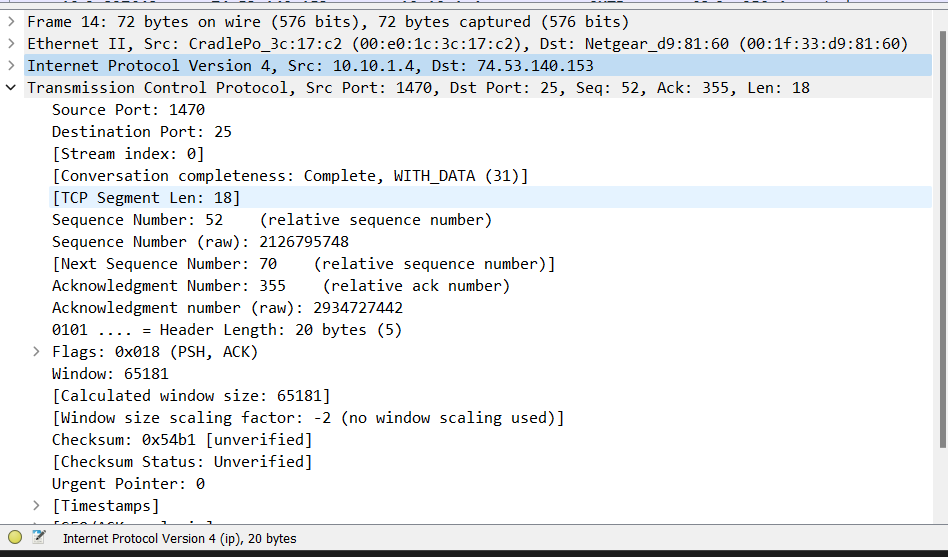 Frame 14: 72 bytes on wire (576 bits), 72 bytes captured (576 bits)
Ethernet II, Src: CradlePo_3c:17:c2 (00:e0:1c:3c:17:c2), Dst: Netgear_d9:81:60 (00:1f:33:d9:81:60)
Internet Protocol Version 4, Src: 10.10.1.4, Dst: 74.53.140.153
Transmission Control Protocol, Src Port: 1470, Dst Port: 25, Seq: 52, Ack: 355, Len: 18
Source Port: 1470
Destination Port: 25
[Stream index: 0]
[Conversation completeness: Complete, WITH_DATA (31)]
[TCP Segment Len: 18]
Sequence Number: 52    (relative sequence number)
Sequence Number (raw): 2126795748
[Next Sequence Number: 70    (relative sequence number)]
Acknowledgment Number: 355    (relative ack number)
Acknowledgment number (raw): 2934727442
0101 .... = Header Length: 20 bytes (5)
Flags: 0x018 (PSH, ACK)
Window: 65181
[Calculated window size: 65181]
[Window size scaling factor: -2 (no window scaling used)]
Checksum: 0x54b1 [unverified]
[Checksum Status: Unverified]
Urgent Pointer: 0
[Timestamps]
Internet Protocol Version 4 (ip), 20 bytes